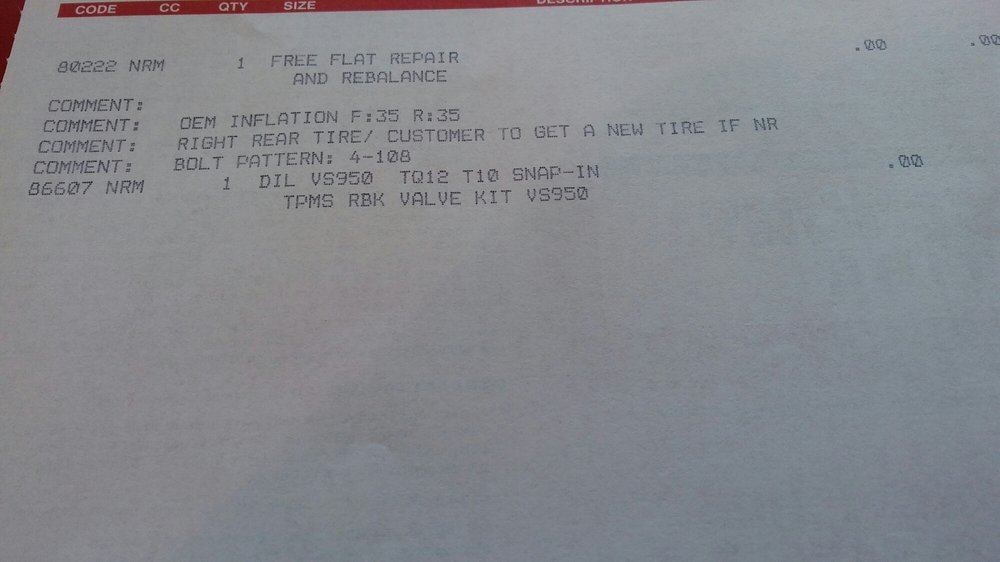 CODE CC QTY SIZE DESCRIPTION
80222 NRM 1 FREE FLAT REPAIR .00 .00
AND REBALANCE
COMMENT:
COMMENT: OEM INFLATION F:35 R:35
COMMENT: RIGHT REAR TIRE/ CUSTOMER TO GET A NEW TIRE IF NR
COMMENT: BOLT PATTERN: 4-108
86607 NRM 1 DIL VS950 TQ12 T10 SNAP-IN .00
TPMS RBK VALVE KIT VS950